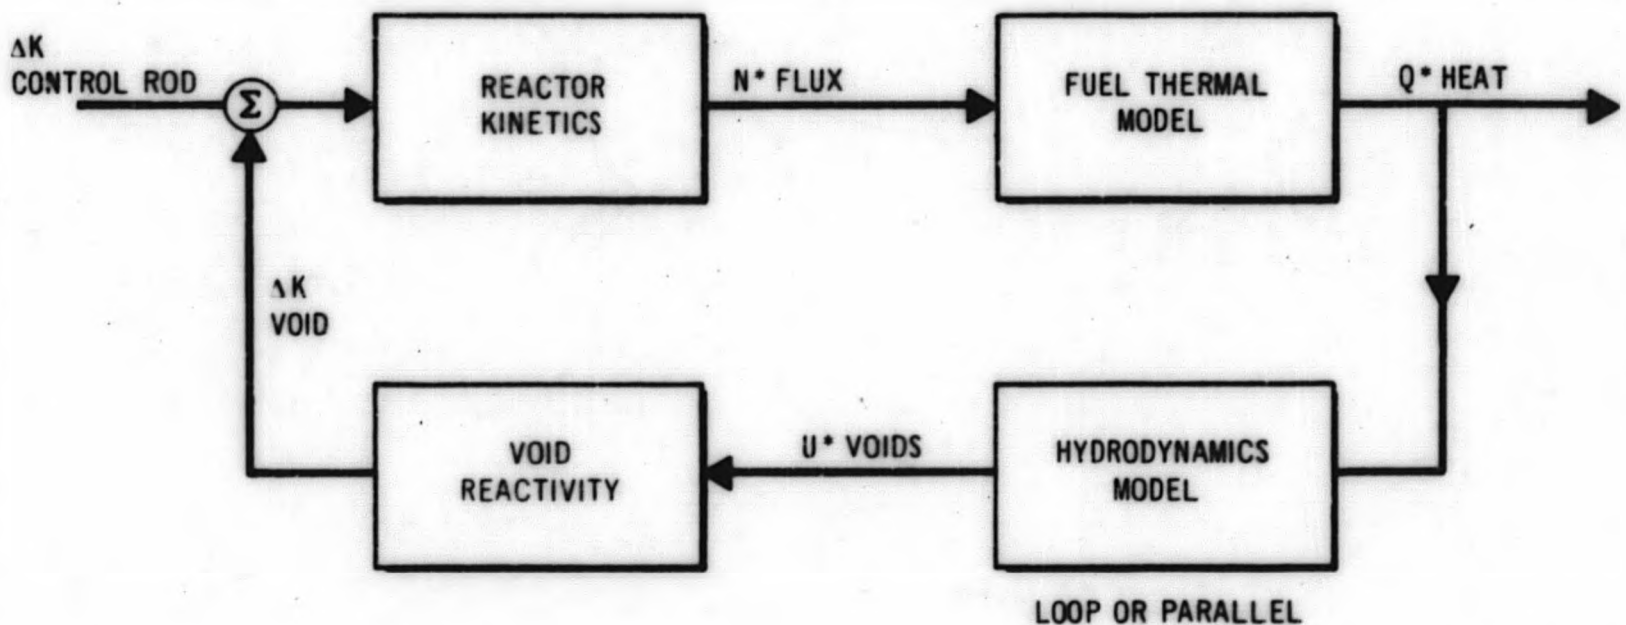 ΔK
CONTROL ROD
Σ
REACTOR
KINETICS
N* FLUX
FUEL THERMAL
MODEL
Q* HEAT
ΔK
VOID
VOID
REACTIVITY
U* VOIDS
HYDRODYNAMICS
MODEL
LOOP OR PARALLEL